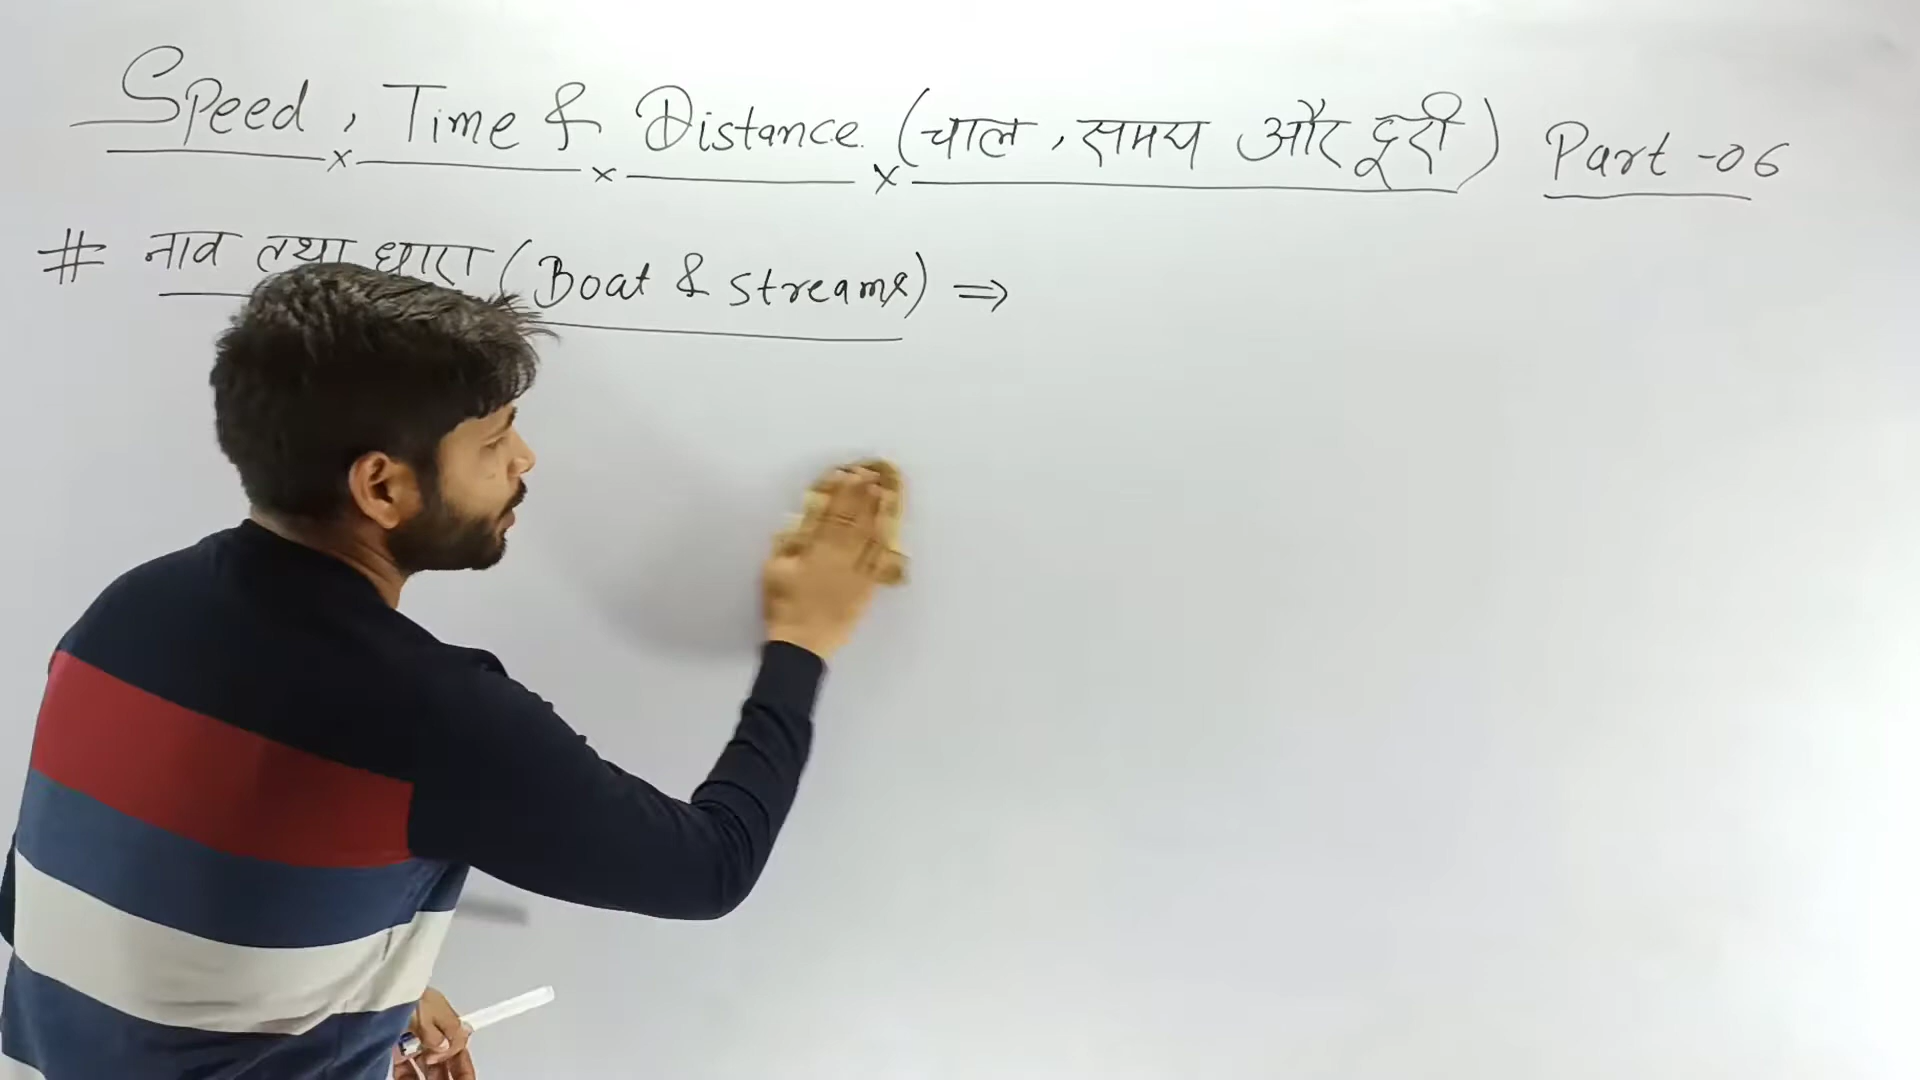 Speed, Time & Distance (चाल, समय और दूरी) Part-06
# नाव तथा धारा (Boat & streams) ⇒